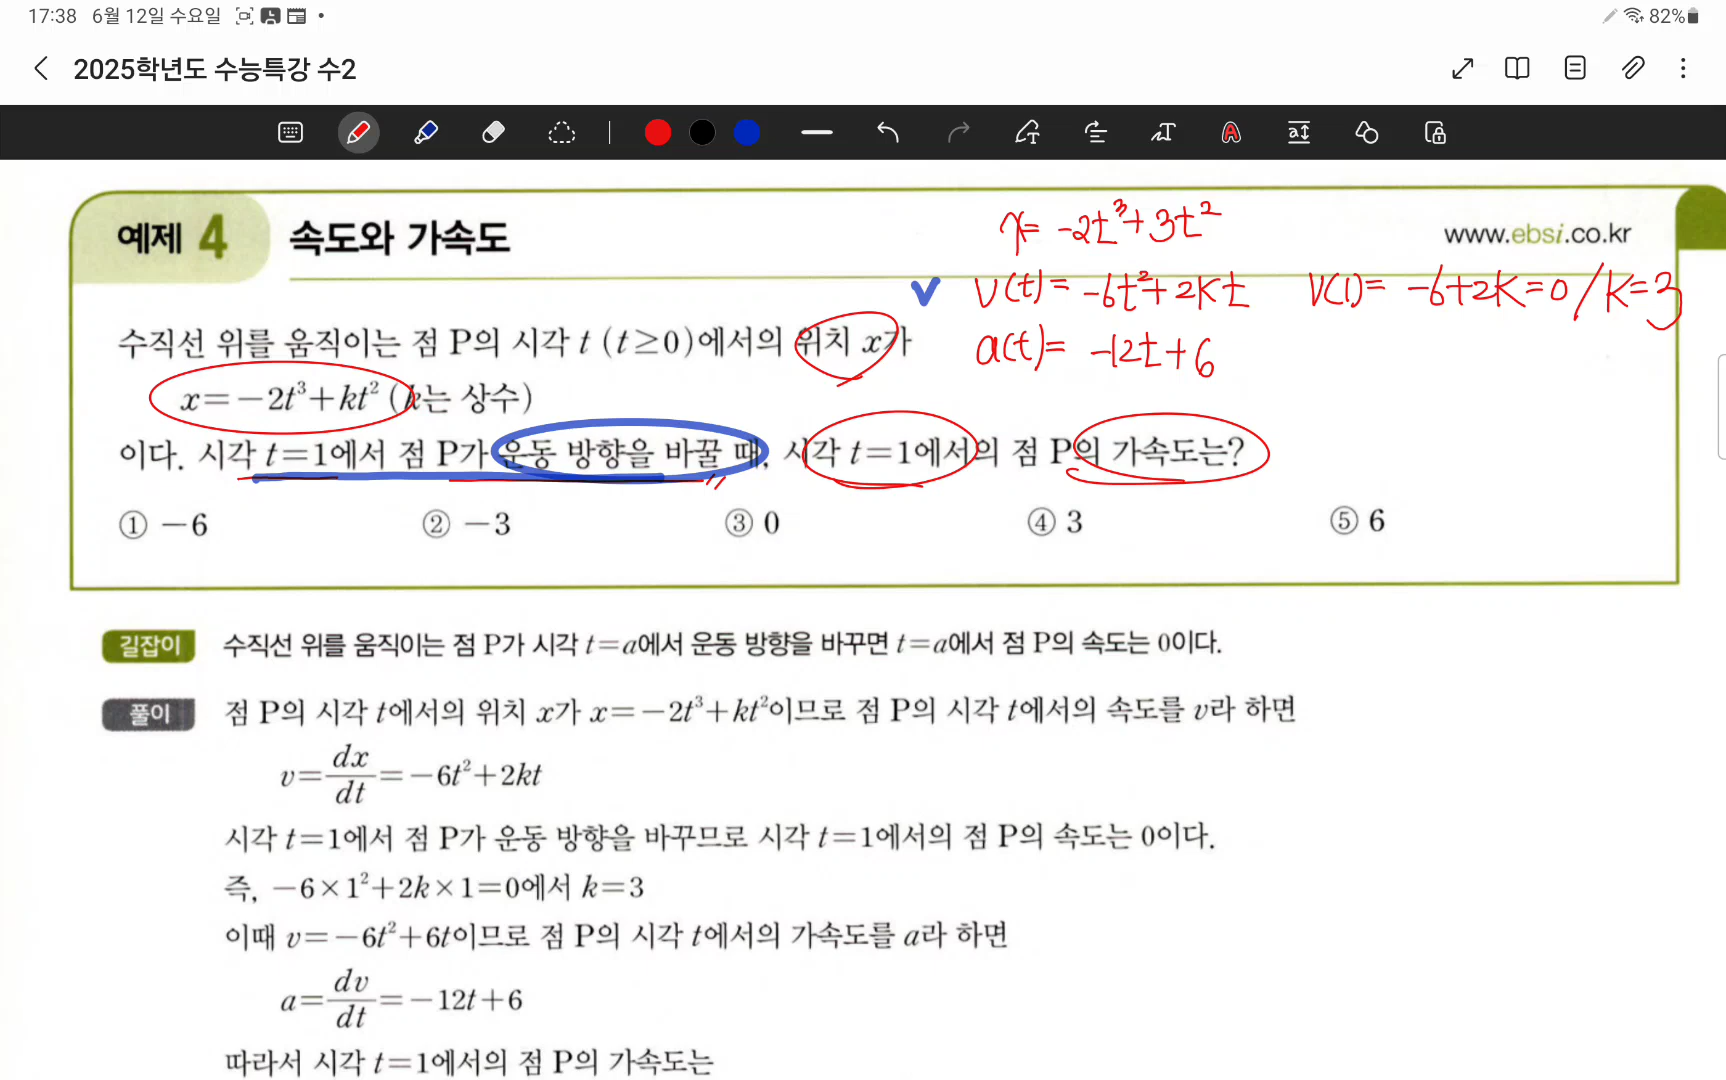 17:38 6월 12일 수요일
82%
2025학년도 수능특강 수2
예제 4 속도와 가속도
www.ebsi.co.kr
x= -2t³+3t²
v(t)= -6t²+2kt v(1)= -6+2k=0/k=3
a(t)= -12t+6
수직선 위를 움직이는 점 P의 시각 t (t≥0)에서의 위치 x가
x=-2t³+kt² (k는 상수)
이다. 시각 t=1에서 점 P가 운동 방향을 바꿀 때, 시각 t=1에서의 점 P의 가속도는?
① -6 ② -3 ③ 0 ④ 3 ⑤ 6
길잡이 수직선 위를 움직이는 점 P가 시각 t=a에서 운동 방향을 바꾸면 t=a에서 점 P의 속도는 0이다.
풀이 점 P의 시각 t에서의 위치 x가 x=-2t³+kt²이므로 점 P의 시각 t에서의 속도를 v라 하면
v=dx/dt=-6t²+2kt
시각 t=1에서 점 P가 운동 방향을 바꾸므로 시각 t=1에서의 점 P의 속도는 0이다.
즉, -6×1²+2k×1=0에서 k=3
이때 v=-6t²+6t이므로 점 P의 시각 t에서의 가속도를 a라 하면
a=dv/dt=-12t+6
따라서 시각 t=1에서의 점 P의 가속도는